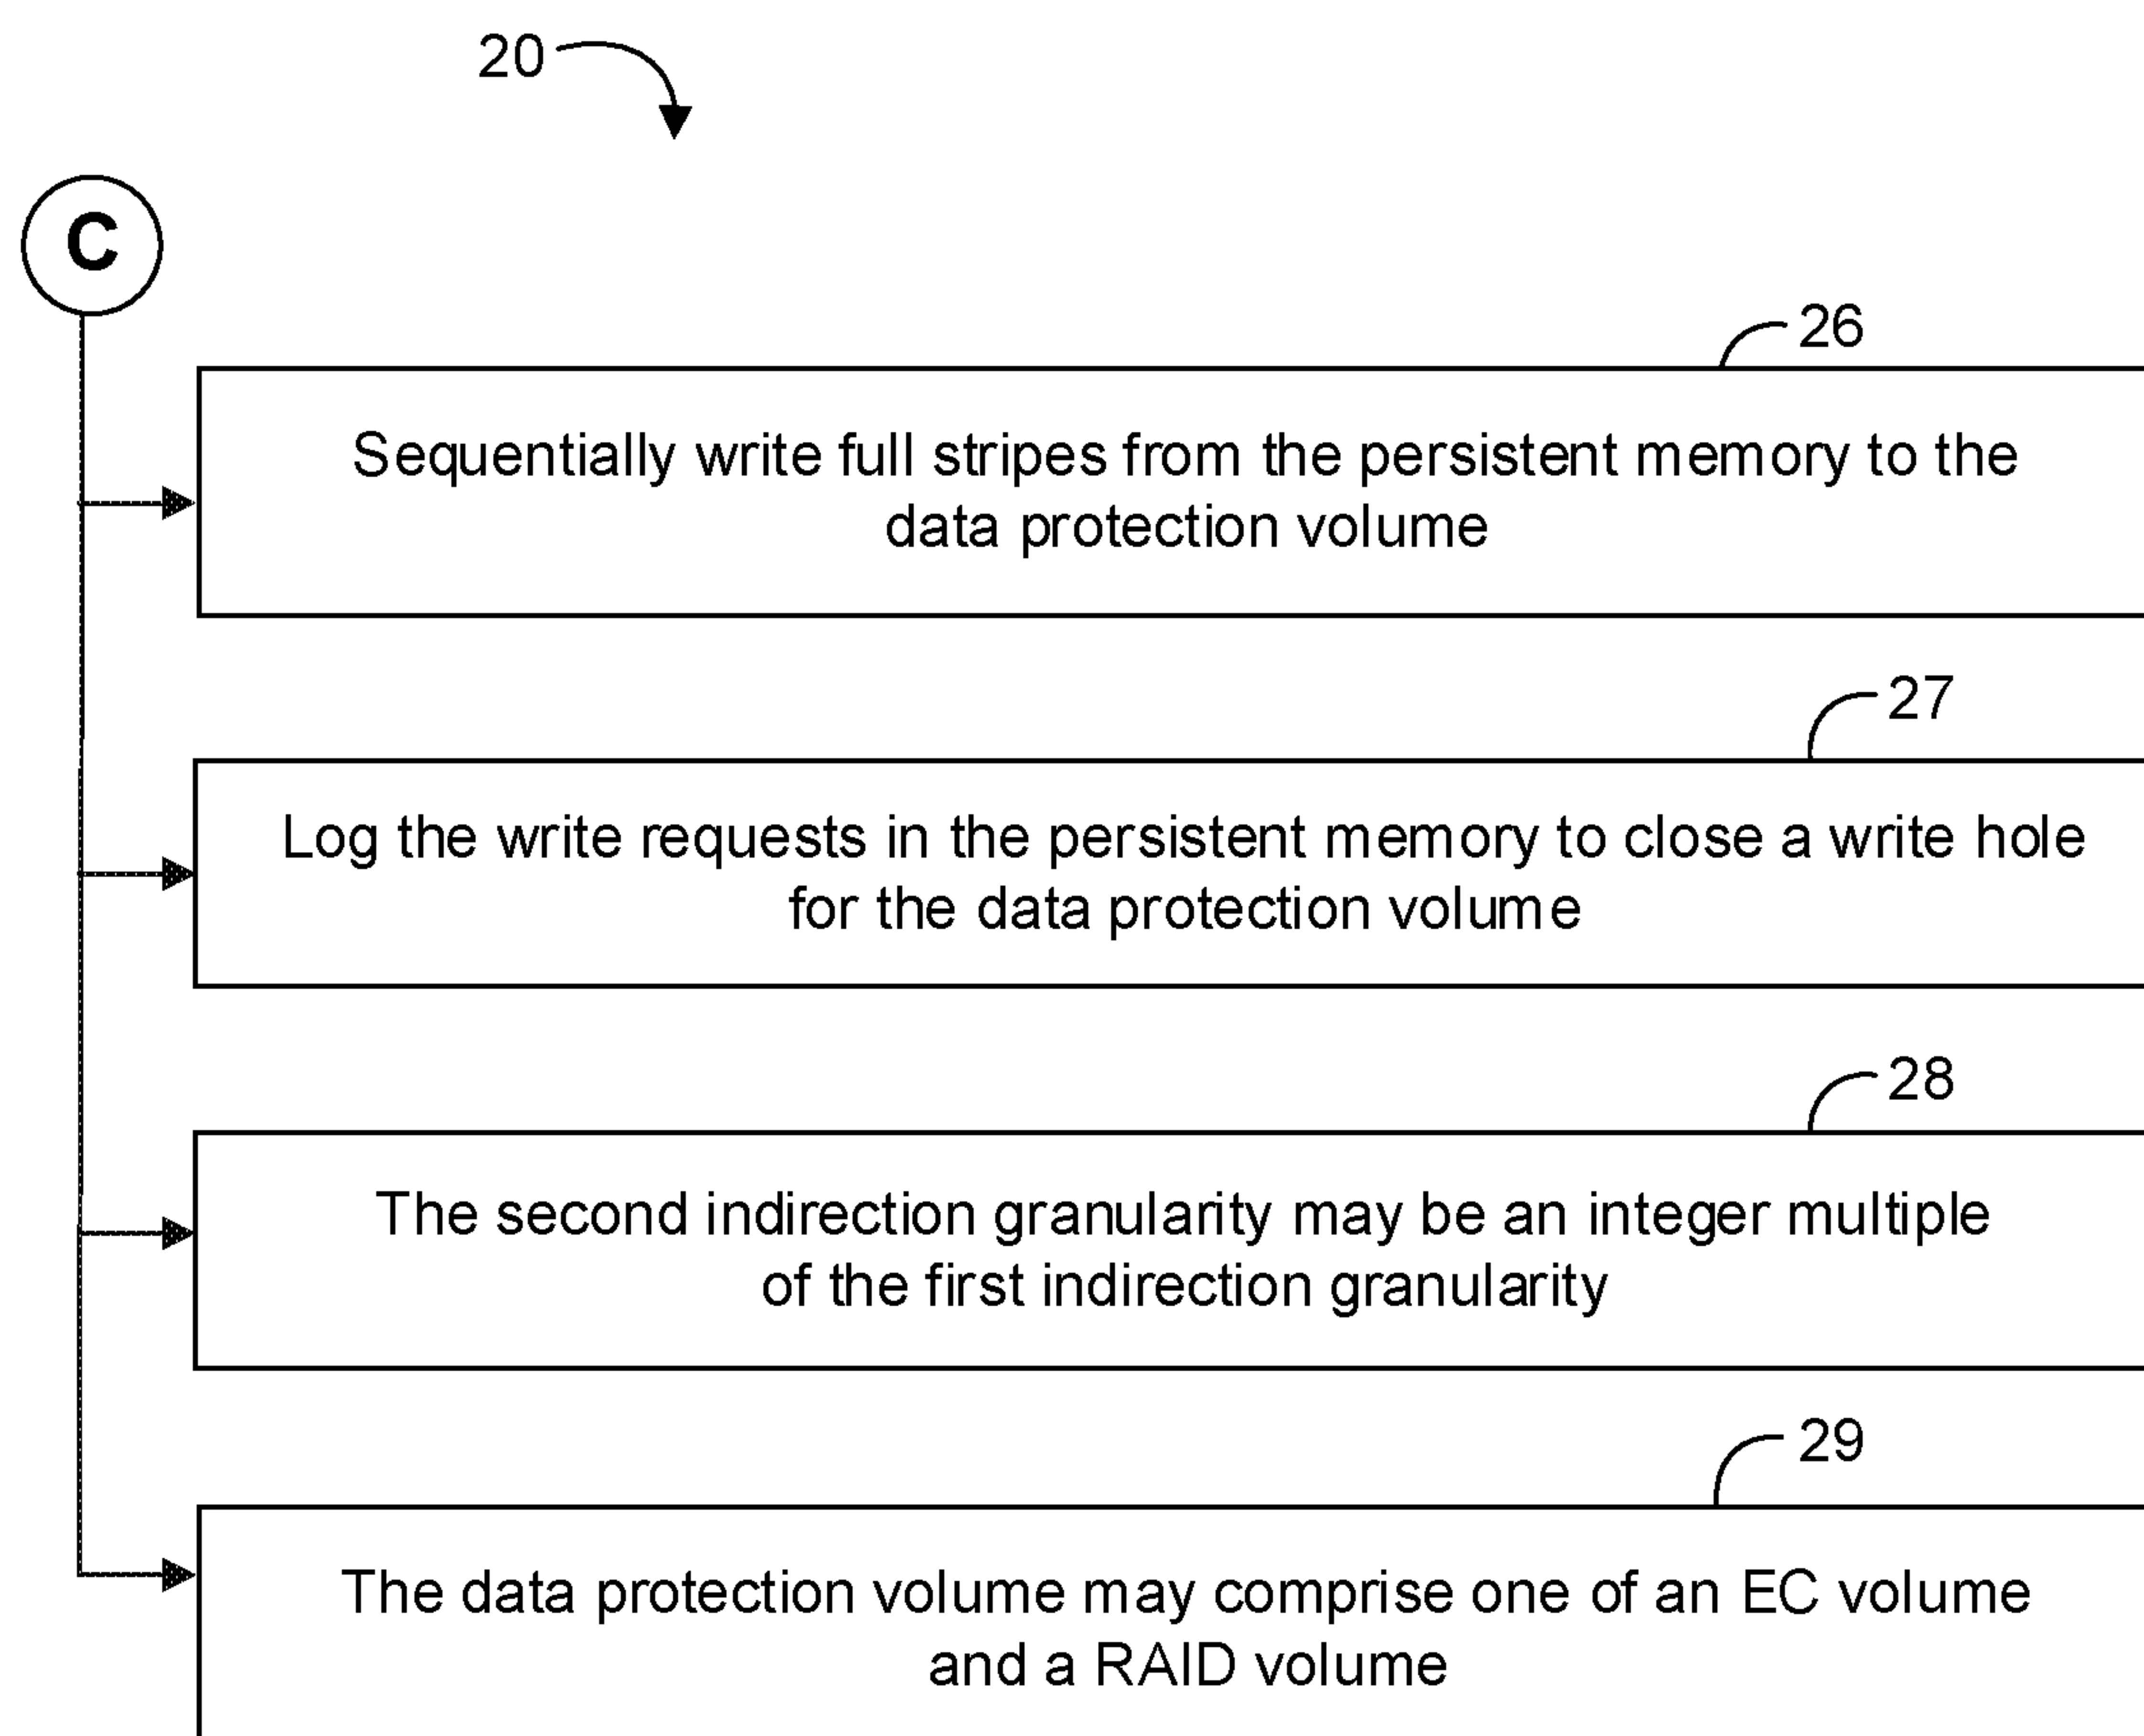 20
C
26
Sequentially write full stripes from the persistent memory to the
data protection volume
27
Log the write requests in the persistent memory to close a write hole
for the data protection volume
28
The second indirection granularity may be an integer multiple
of the first indirection granularity
29
The data protection volume may comprise one of an EC volume
and a RAID volume